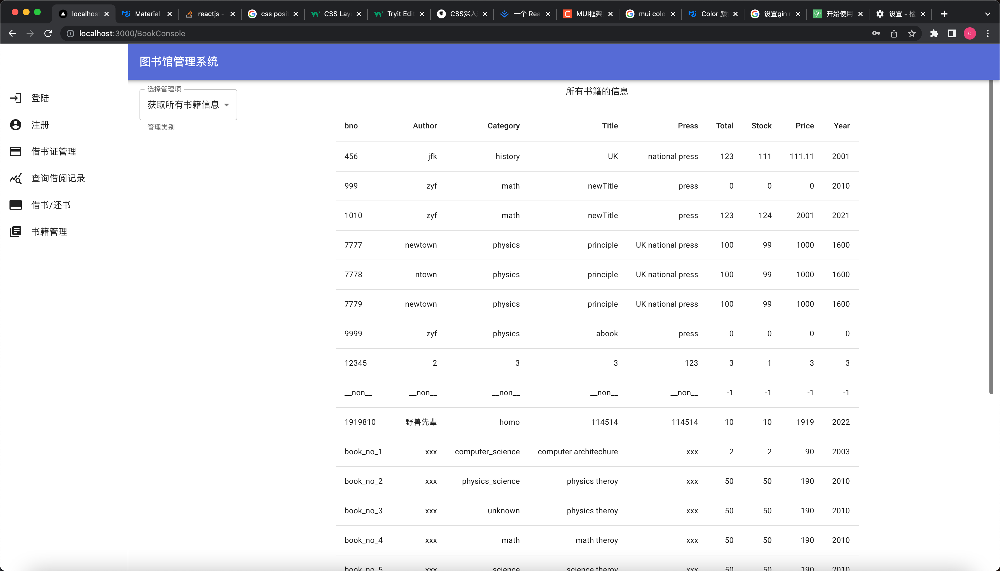 localhos
Material
reactjs -
css posi
CSS Lay
Tryit Edi
CSS深入
一个 Rea
MUI框架
mui colo
Color 颜
设置gin
开始使用
设置 - 检
localhost:3000/BookConsole
c
图书馆管理系统
登陆
注册
借书证管理
查询借阅记录
借书/还书
书籍管理
选择管理项
获取所有书籍信息
管理类别
所有书籍的信息
bno Author Category Title Press Total Stock Price Year
456 jfk history UK national press 123 111 111.11 2001
999 zyf math newTitle press 0 0 0 2010
1010 zyf math newTitle press 123 124 2001 2021
7777 newtown physics principle UK national press 100 99 1000 1600
7778 ntown physics principle UK national press 100 99 1000 1600
7779 newtown physics principle UK national press 100 99 1000 1600
9999 zyf physics abook press 0 0 0 0
12345 2 3 3 123 3 1 3 3
__non__ __non__ __non__ __non__ __non__ -1 -1 -1 -1
1919810 野兽先辈 homo 114514 114514 10 10 1919 2022
book_no_1 xxx computer_science computer architechure xxx 2 2 90 2003
book_no_2 xxx physics_science physics theroy xxx 50 50 190 2010
book_no_3 xxx unknown physics theroy xxx 50 50 190 2010
book_no_4 xxx math math theroy xxx 50 50 190 2010
book_no_5 xxx science science theroy xxx 50 50 190 2010